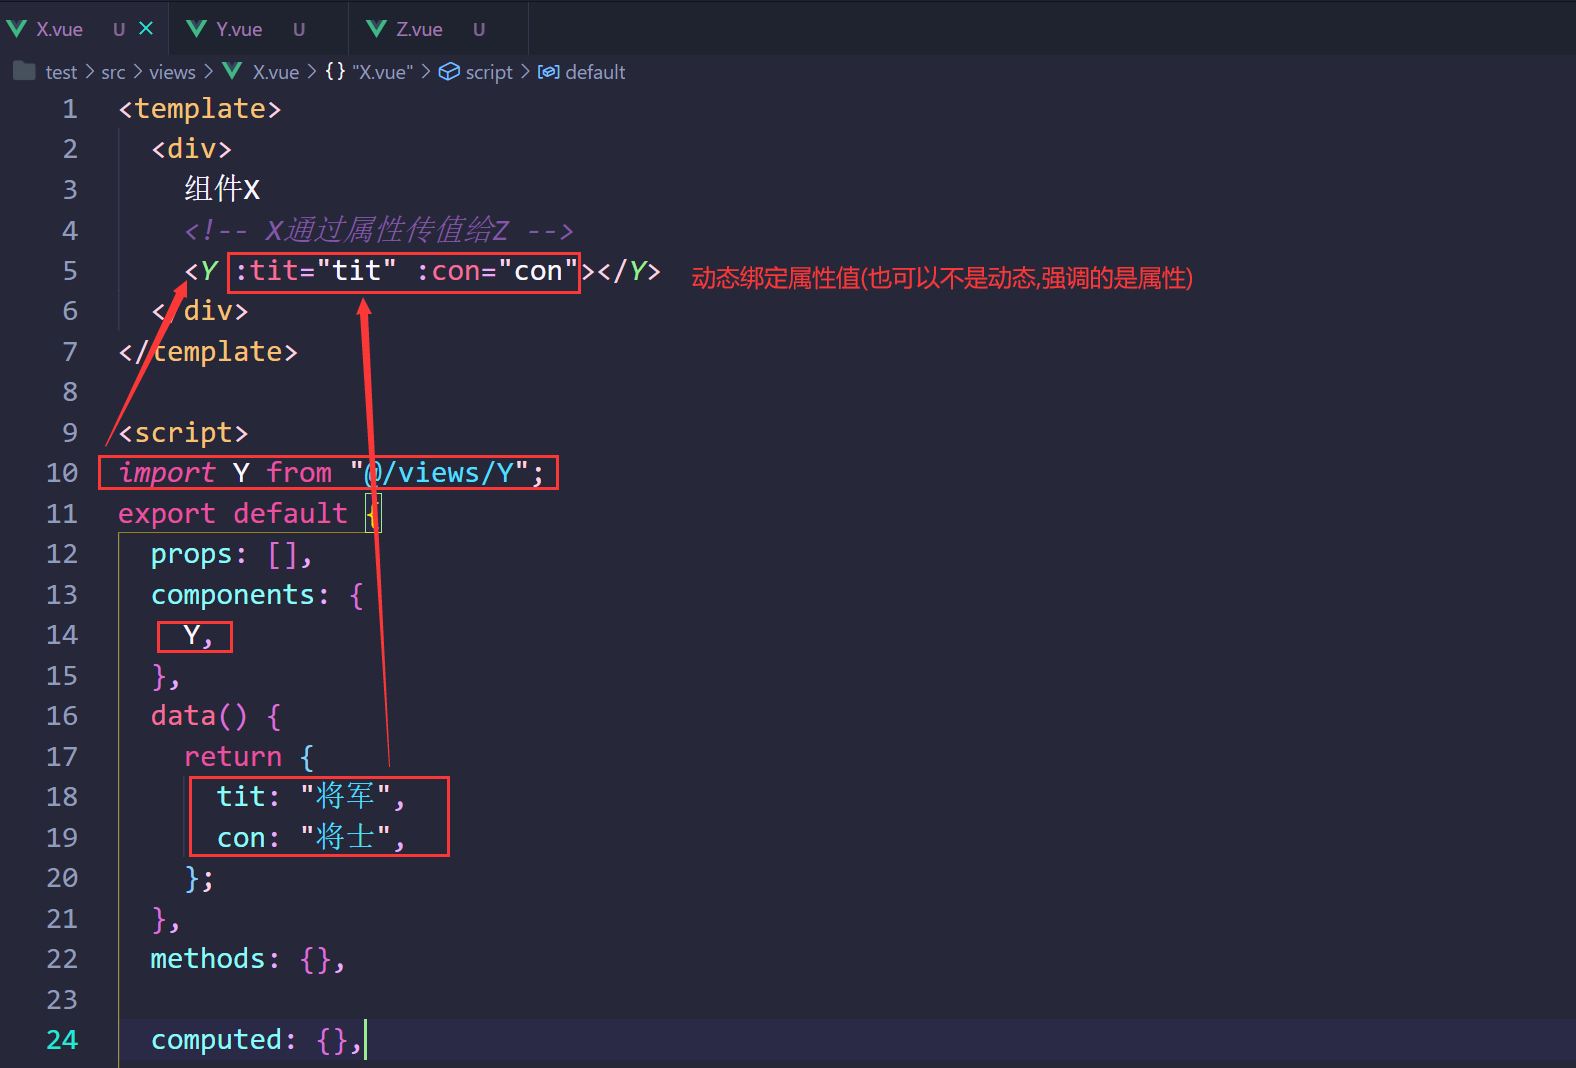 X.vue U Y.vue U Z.vue U
test > src > views > X.vue > {} "X.vue" > script > default
1 <template>
2 <div>
3 组件X
4 <!-- X通过属性传值给Z -->
5 <Y :tit="tit" :con="con"></Y> 动态绑定属性值(也可以不是动态,强调的是属性)
6 </div>
7 </template>
8
9 <script>
10 import Y from "@/views/Y";
11 export default {
12 props: [],
13 components: {
14 Y,
15 },
16 data() {
17 return {
18 tit: "将军",
19 con: "将士",
20 };
21 },
22 methods: {},
23
24 computed: {},